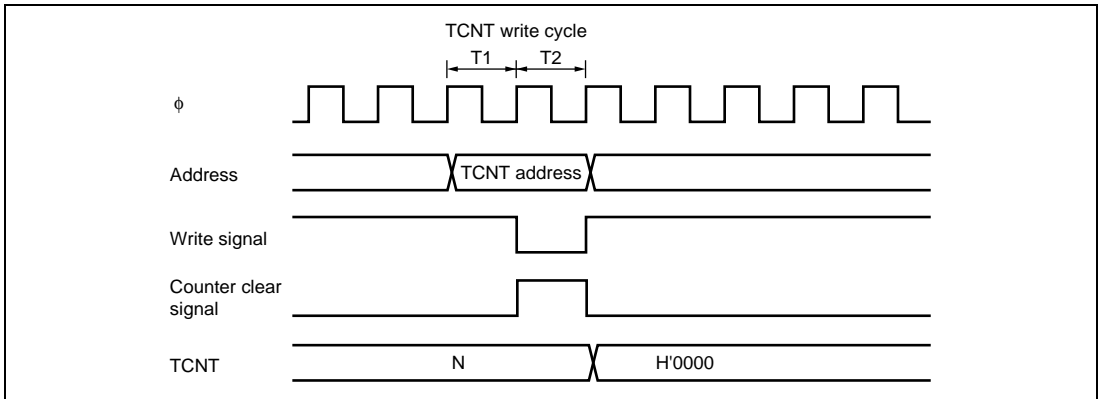 TCNT write cycle
T1 T2
ϕ
Address
TCNT address
Write signal
Counter clear
signal
TCNT
N
H'0000